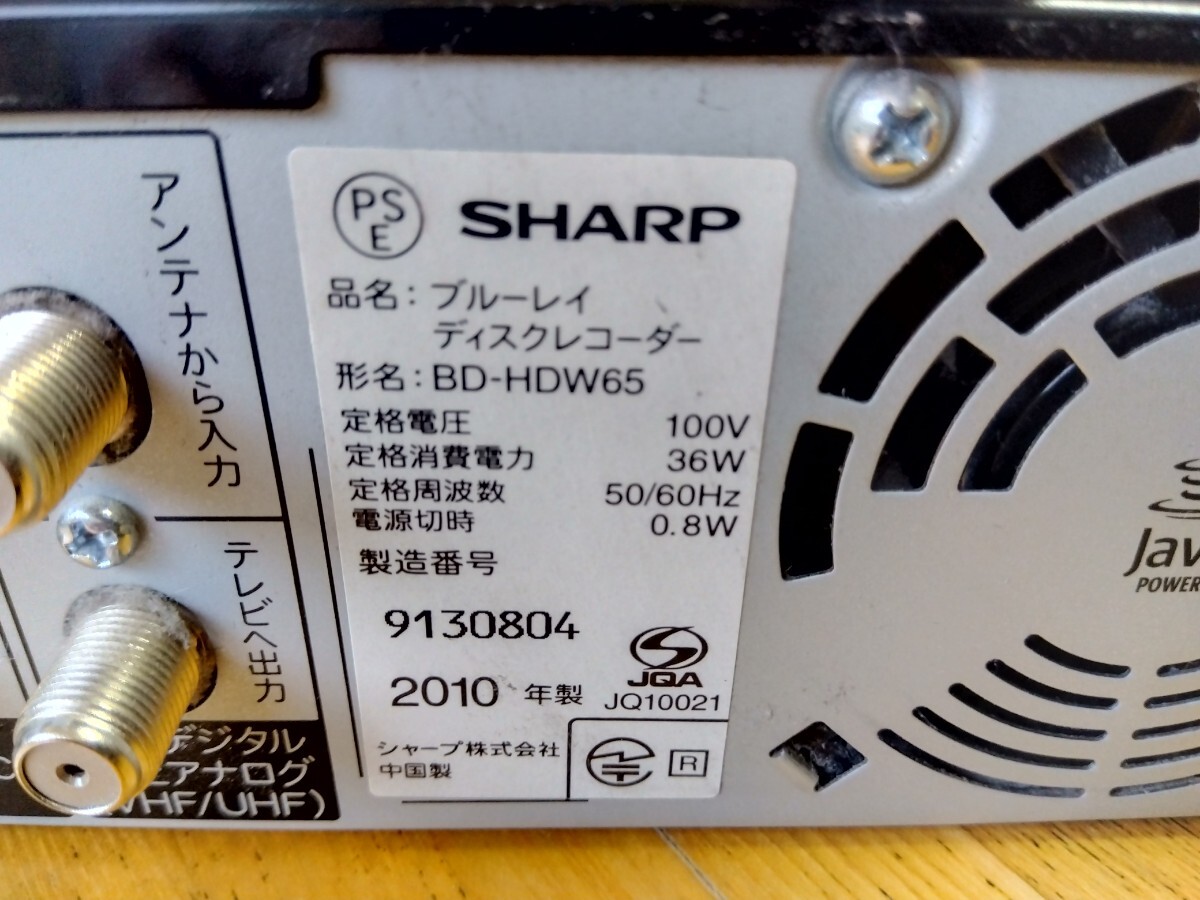 アンテナから入力
テレビへ出力
デジタル
アナログ
VHF/UHF)
PS
E
SHARP
品名：ブルーレイ
ディスクレコーダー
形名：BD-HDW65
定格電圧 100V
定格消費電力 36W
定格周波数 50/60Hz
電源切時 0.8W
製造番号
9130804
2010 年製
JQA
JQ10021
シャープ株式会社
中国製
R
POWER